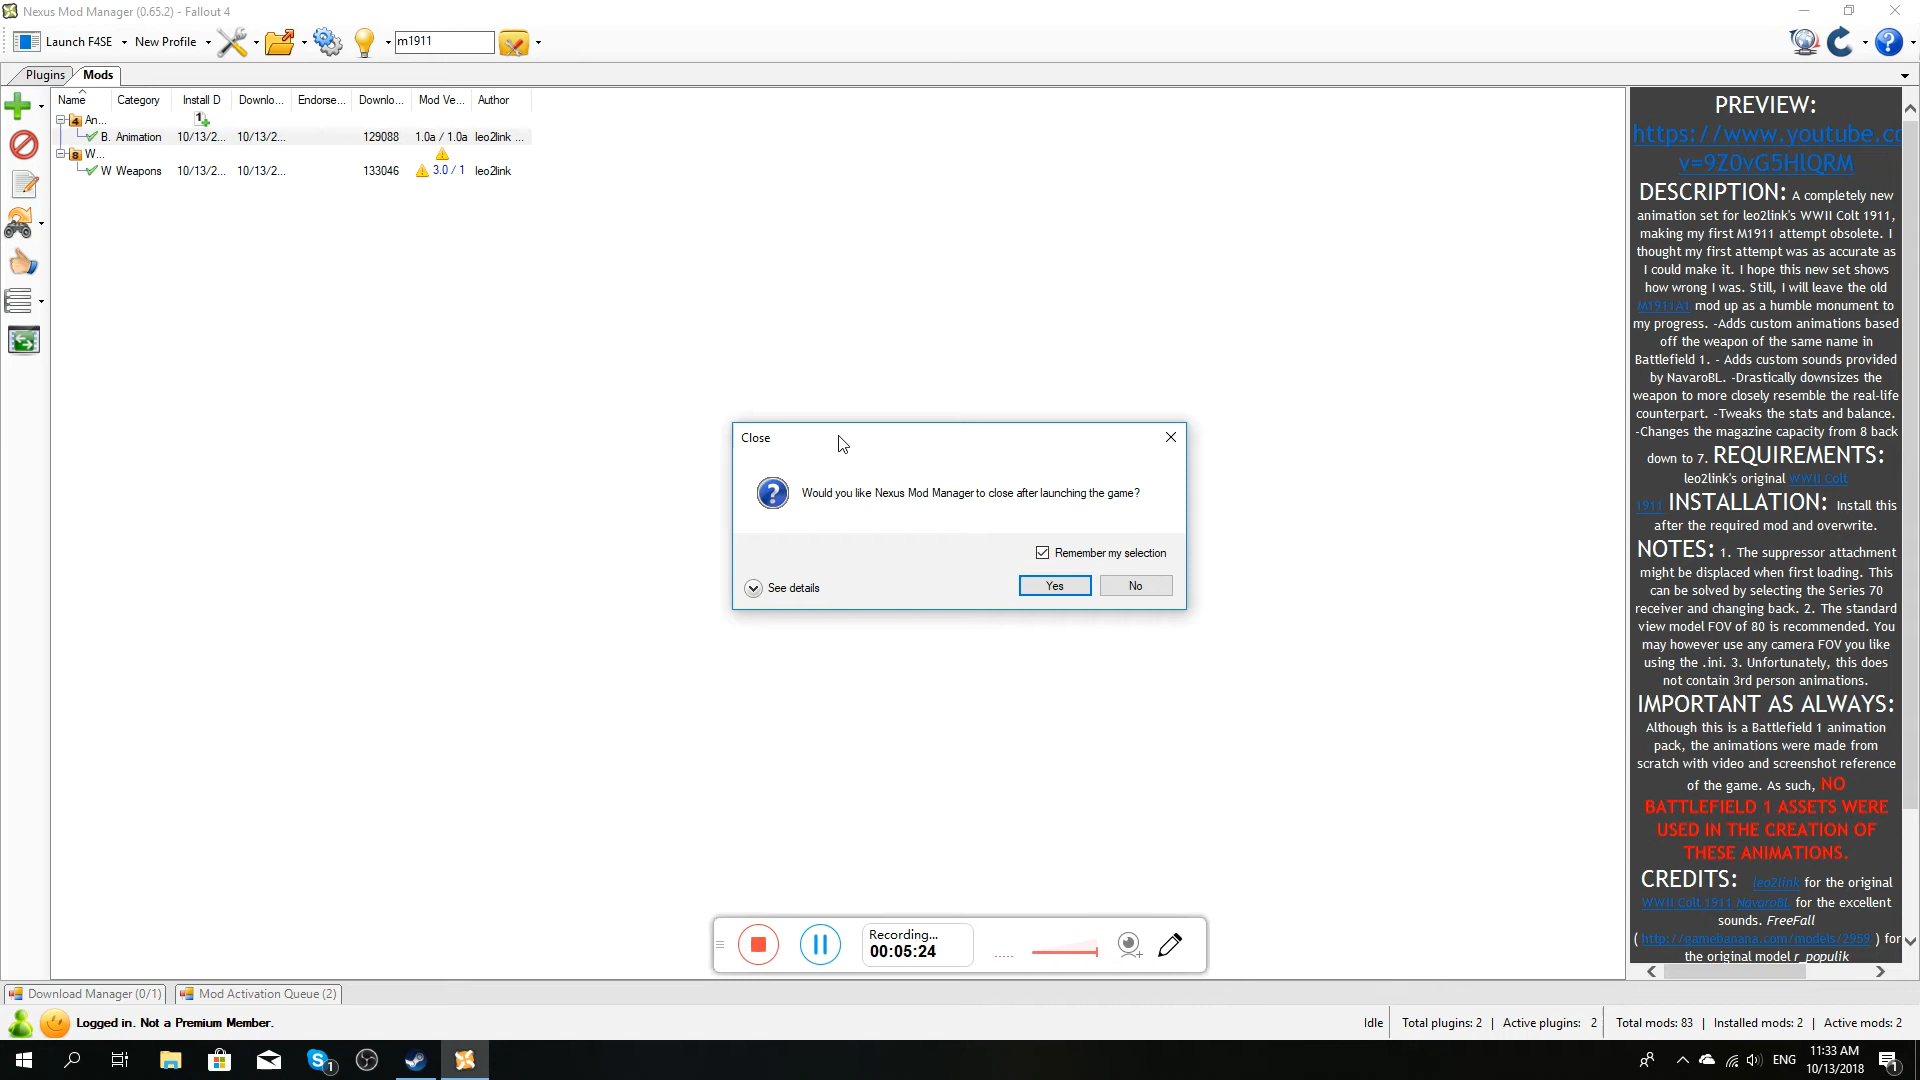 Nexus Mod Manager (0.65.2) - Fallout 4
Launch F4SE
New Profile
m1911
Plugins
Mods
Name
Category
Install D
Downlo...
Endorse...
Downlo...
Mod Ve...
Author
4
An...
1
B.
Animation
10/13/2...
10/13/2...
129088
1.0a / 1.0a
leo2link ...
8
W...
W
Weapons
10/13/2...
10/13/2...
133046
3.0 / 1
leo2link
PREVIEW:
https://www.youtube.co
v=9Z0vG5HlQRM
DESCRIPTION: A completely new
animation set for leo2link's WWII Colt 1911,
making my first M1911 attempt obsolete. I
thought my first attempt was as accurate as
I could make it. I hope this new set shows
how wrong I was. Still, I will leave the old
M1911A1 mod up as a humble monument to
my progress. -Adds custom animations based
off the weapon of the same name in
Battlefield 1. - Adds custom sounds provided
by NavaroBL. -Drastically downsizes the
weapon to more closely resemble the real-life
counterpart. -Tweaks the stats and balance.
-Changes the magazine capacity from 8 back
down to 7. REQUIREMENTS:
leo2link's original WWII Colt
1911 INSTALLATION: Install this
after the required mod and overwrite.
NOTES: 1. The suppressor attachment
might be displaced when first loading. This
can be solved by selecting the Series 70
receiver and changing back. 2. The standard
view model FOV of 80 is recommended. You
may however use any camera FOV you like
using the .ini. 3. Unfortunately, this does
not contain 3rd person animations.
IMPORTANT AS ALWAYS:
Although this is a Battlefield 1 animation
pack, the animations were made from
scratch with video and screenshot reference
of the game. As such, NO
BATTLEFIELD 1 ASSETS WERE
USED IN THE CREATION OF
THESE ANIMATIONS.
CREDITS: leo2link for the original
WWII Colt 1911 NavaroBL for the excellent
sounds. FreeFall
( http://gamebanana.com/models/2969 ) for
the original model r_populik
Close
Would you like Nexus Mod Manager to close after launching the game?
Remember my selection
See details
Yes
No
Recording...
00:05:24
Download Manager (0/1)
Mod Activation Queue (2)
Logged in. Not a Premium Member.
Idle
Total plugins: 2 | Active plugins: 2
Total mods: 83 | Installed mods: 2 | Active mods: 2
1
ENG
11:33 AM
10/13/2018
1